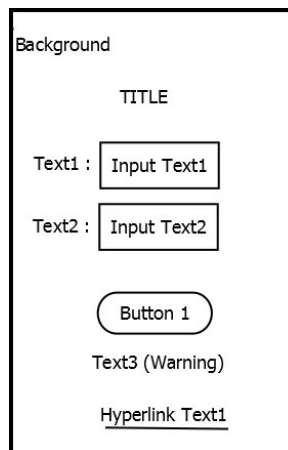 Background
TITLE
Text1 : Input Text1
Text2 : Input Text2
Button 1
Text3 (Warning)
Hyperlink Text1